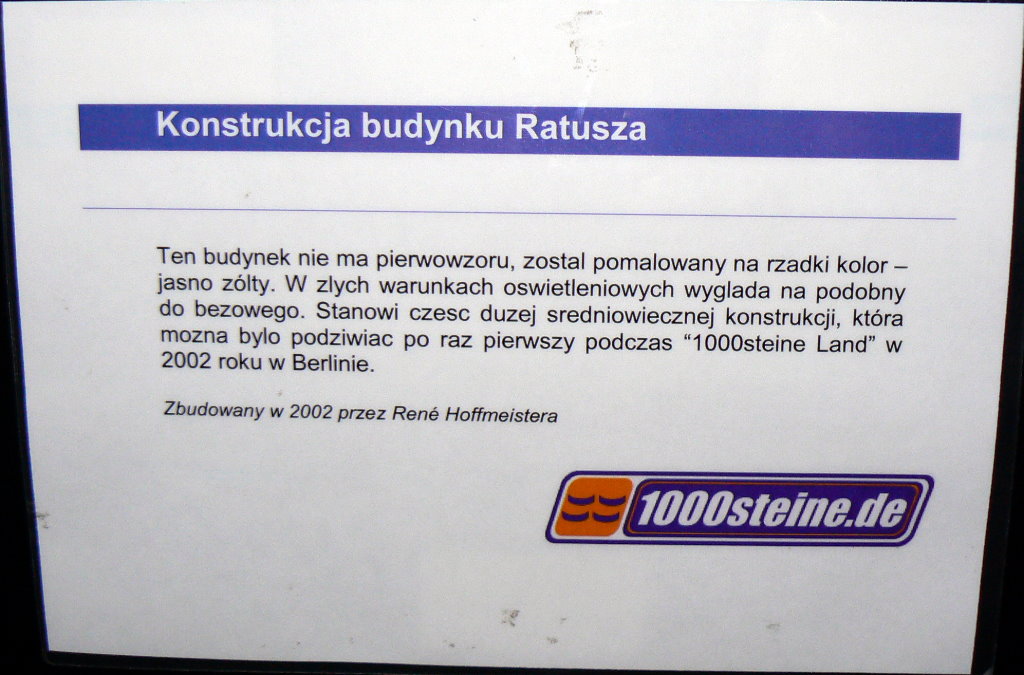 Konstrukcja budynku Ratusza
Ten budynek nie ma pierwowzoru, zostal pomalowany na rzadki kolor –
jasno zólty. W zlych warunkach oswietleniowych wyglada na podobny
do bezowego. Stanowi czesc duzej sredniowiecznej konstrukcji, która
mozna bylo podziwiac po raz pierwszy podczas “1000steine Land” w
2002 roku w Berlinie.
Zbudowany w 2002 przez René Hoffmeistera
1000steine.de